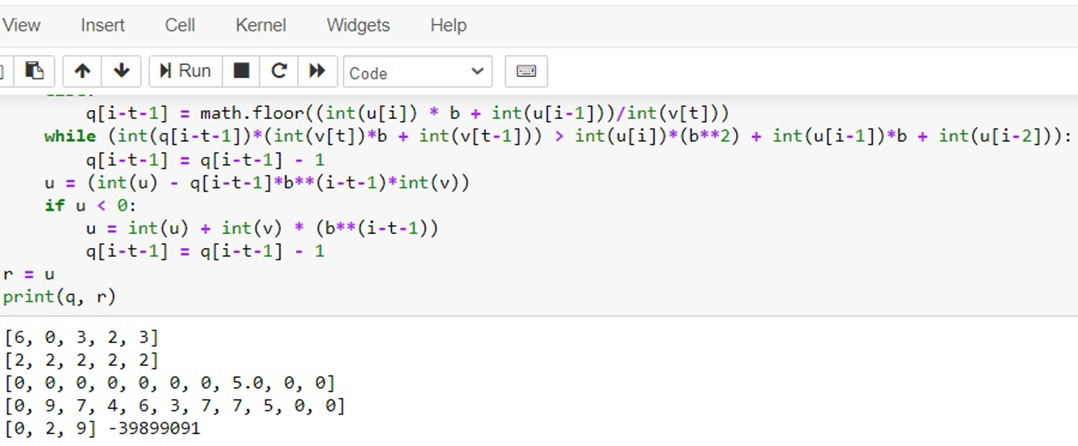 View Insert Cell Kernel Widgets Help
Run Code
q[i-t-1] = math.floor((int(u[i]) * b + int(u[i-1]))/int(v[t]))
while (int(q[i-t-1])*(int(v[t])*b + int(v[t-1])) > int(u[i])*(b**2) + int(u[i-1])*b + int(u[i-2])):
q[i-t-1] = q[i-t-1] - 1
u = (int(u) - q[i-t-1]*b**(i-t-1)*int(v))
if u < 0:
u = int(u) + int(v) * (b**(i-t-1))
q[i-t-1] = q[i-t-1] - 1
r = u
print(q, r)
[6, 0, 3, 2, 3]
[2, 2, 2, 2, 2]
[0, 0, 0, 0, 0, 0, 0, 5.0, 0, 0]
[0, 9, 7, 4, 6, 3, 7, 7, 5, 0, 0]
[0, 2, 9] -39899091